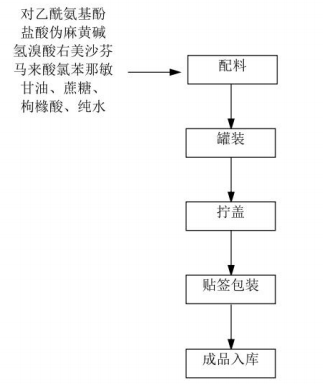 对乙酰氨基酚
盐酸伪麻黄碱
氢溴酸右美沙芬
马来酸氯苯那敏
甘油、蔗糖、
枸橼酸、纯水
配料
罐装
拧盖
贴签包装
成品入库